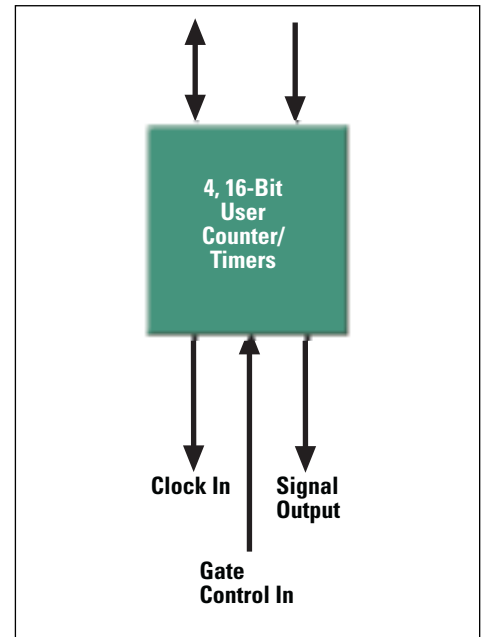 4, 16-Bit
User
Counter/
Timers
Clock In
Signal
Output
Gate
Control In